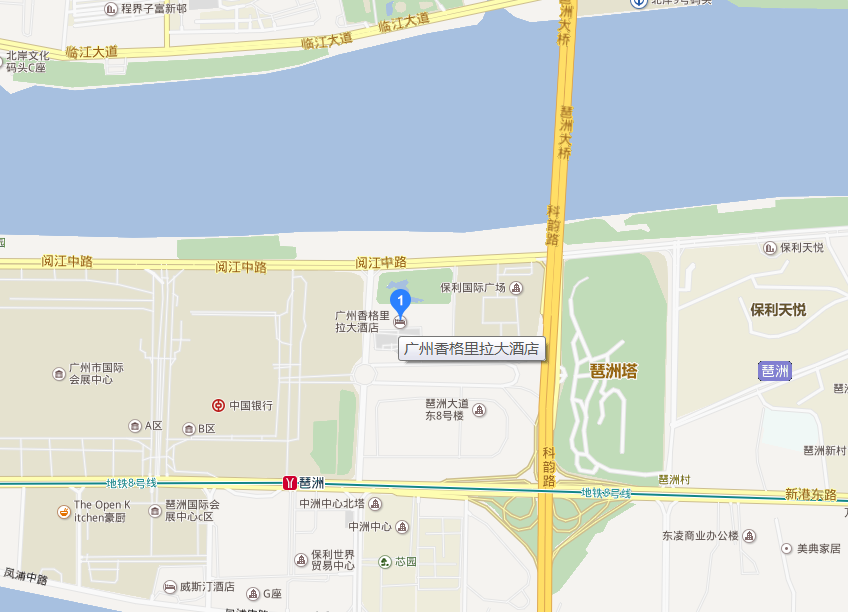 程界子富新邨
北岸文化
码头C座
临江大道
临江大道
临江大道
琶洲大桥
琶洲大桥
科韵路
园
阅江中路
阅江中路
阅江中路
保利天悦
保利国际广场
1
广州香格里
拉大酒店
广州香格里拉大酒店
保利天悦
琶洲塔
琶洲
广州市国际
会展中心
中国银行
A区
B区
琶洲大道
东8号楼
琶洲新村
科韵路
地铁8号线
琶洲
琶洲村
地铁8号线
新港东路
The Open K
itchen豪厨
琶洲国际会
展中心c区
中洲中心北塔
中洲中心
东凌商业办公楼
美典家居
保利世界
贸易中心
芯园
凤浦中路
威斯汀酒店
G座